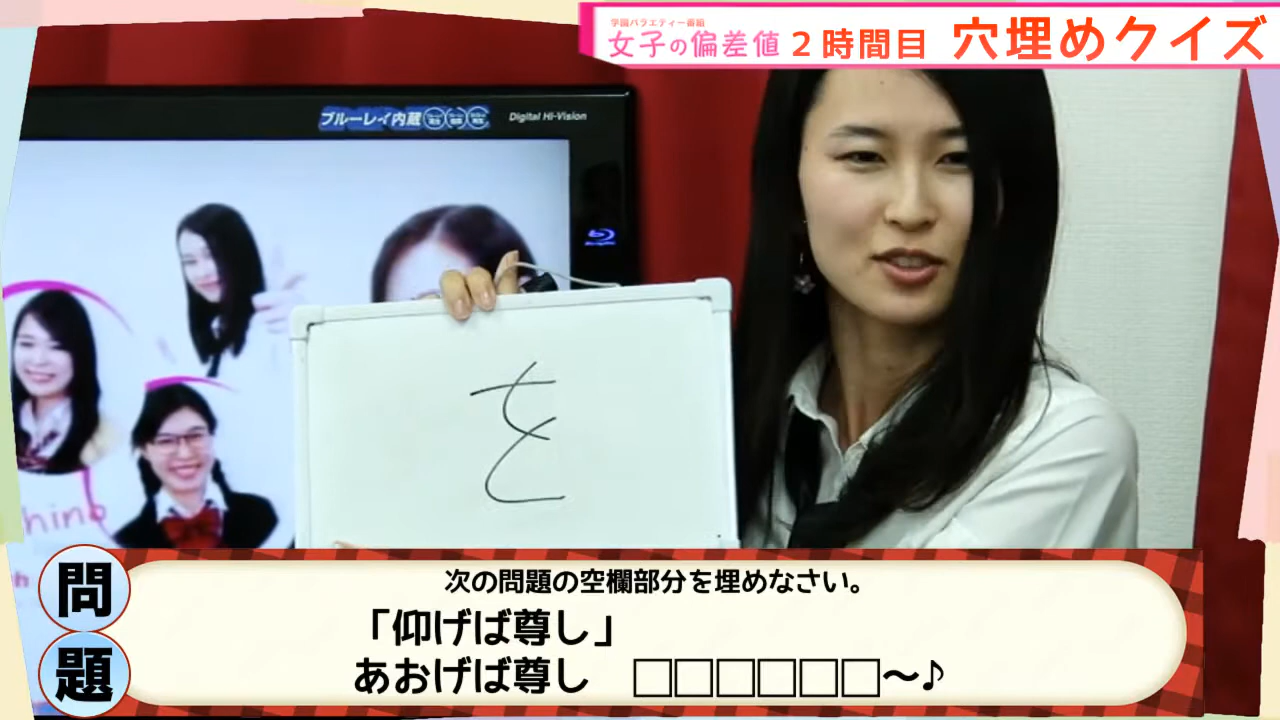 学園バラエティー番組
女子の偏差値 2時間目 穴埋めクイズ
ブルーレイ内蔵
Digital Hi-Vision
を
hino
問題
次の問題の空欄部分を埋めなさい。
「仰げば尊し」
あおげば尊し □□□□□□~♪